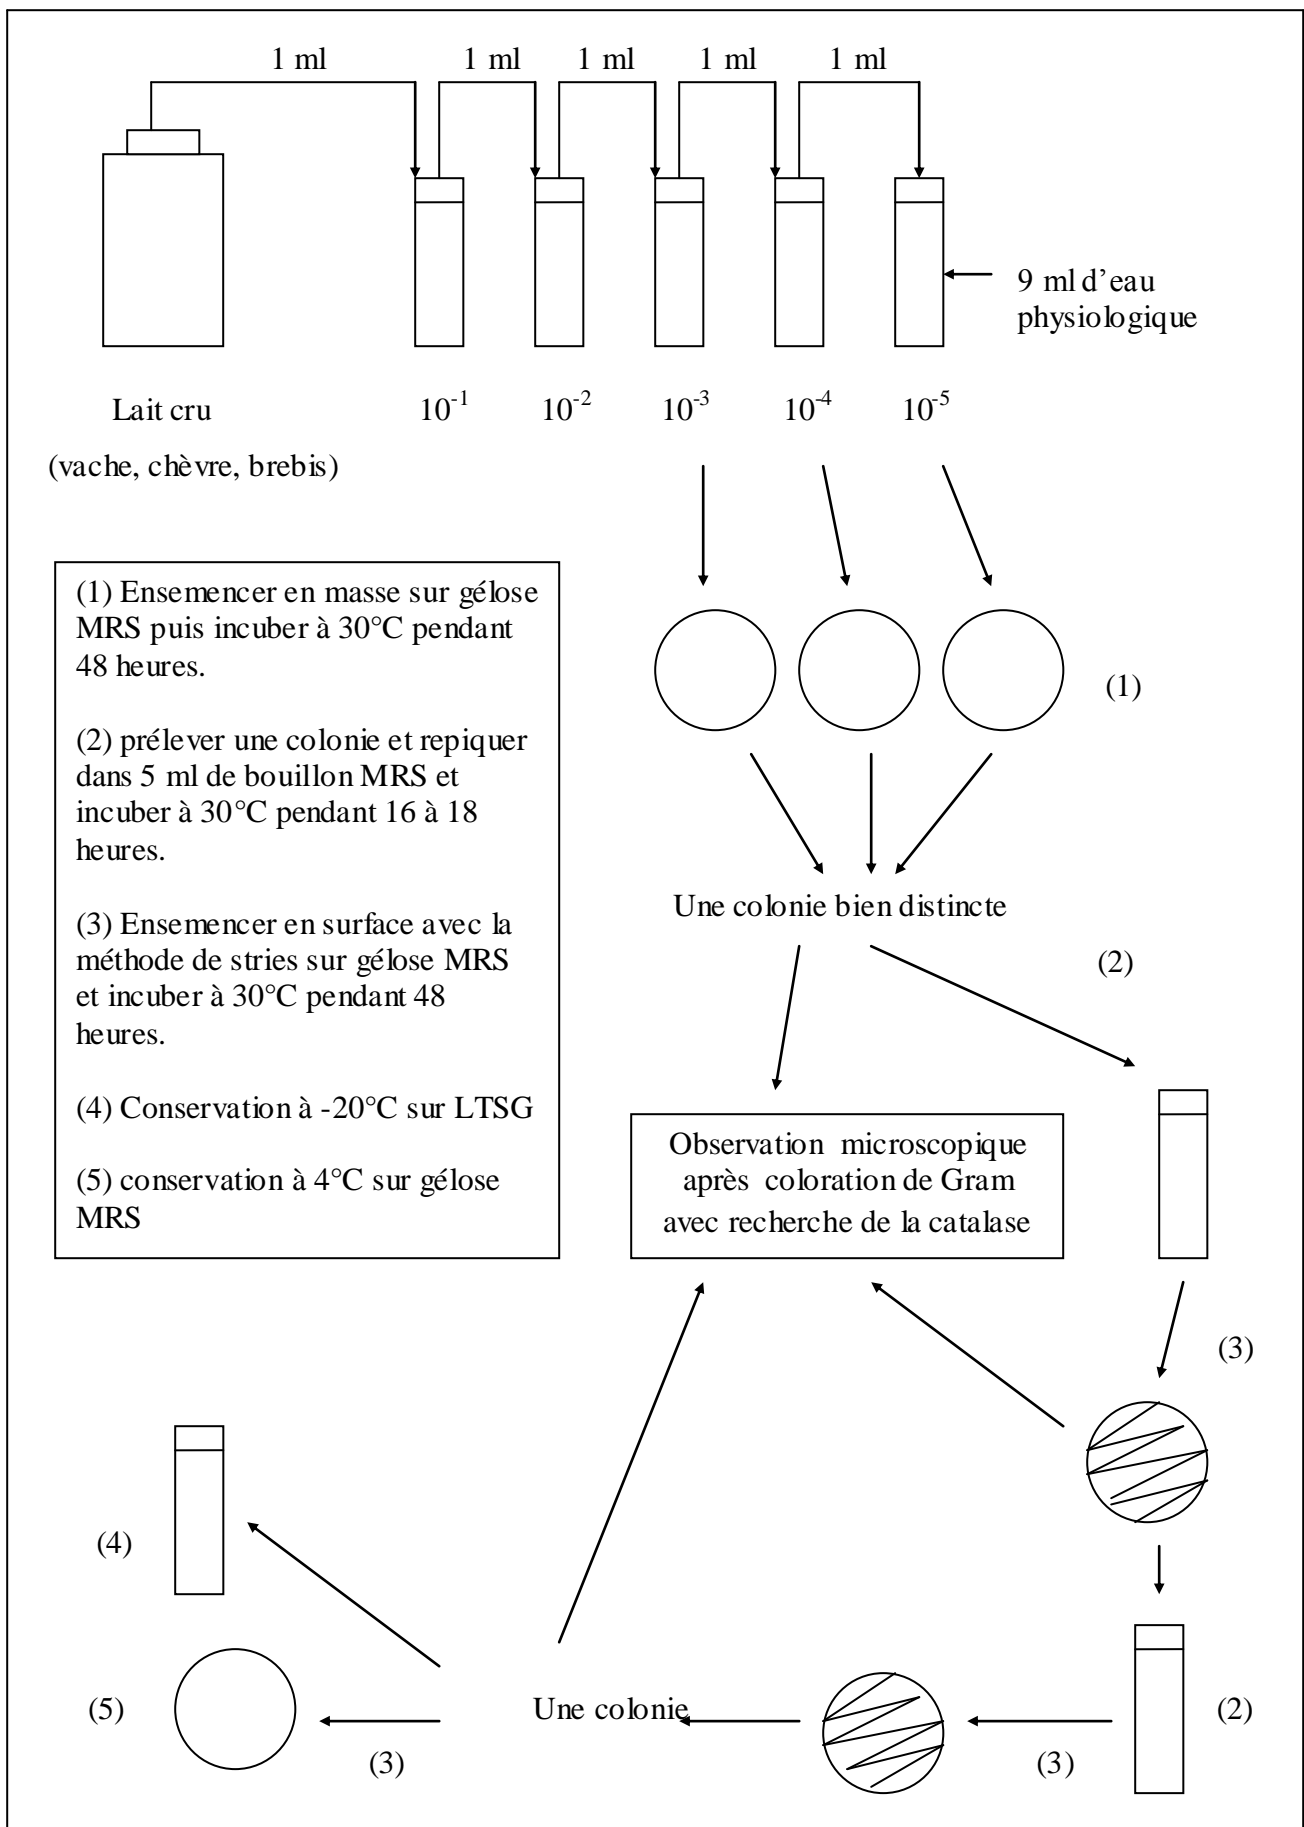 1 ml 1 ml 1 ml 1 ml 1 ml
9 ml d’eau
physiologique
Lait cru 10-1 10-2 10-3 10-4 10-5
(vache, chèvre, brebis)
(1) Ensemencer en masse sur gélose
MRS puis incuber à 30°C pendant
48 heures.
(2) prélever une colonie et repiquer
dans 5 ml de bouillon MRS et
incuber à 30°C pendant 16 à 18
heures.
(3) Ensemencer en surface avec la
méthode de stries sur gélose MRS
et incuber à 30°C pendant 48
heures.
(4) Conservation à -20°C sur LTSG
(5) conservation à 4°C sur gélose
MRS
(1)
Une colonie bien distincte
(2)
Observation microscopique
après coloration de Gram
avec recherche de la catalase
(3)
(4)
(5)
Une colonie
(2)
(3)
(3)